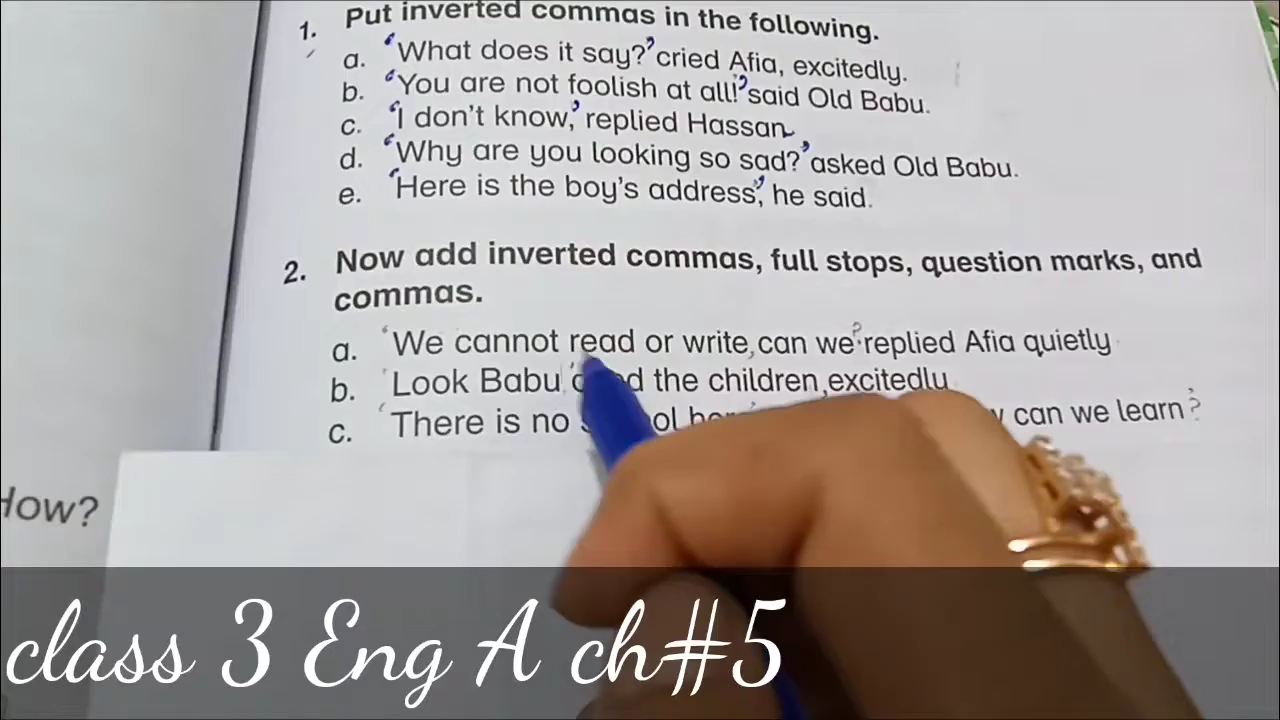 1. Put inverted commas in the following.
a. ‘What does it say?’ cried Afia, excitedly.
b. ‘You are not foolish at all!’ said Old Babu.
c. ‘I don't know,’ replied Hassan.
d. ‘Why are you looking so sad?’ asked Old Babu.
e. ‘Here is the boy's address’, he said.
2. Now add inverted commas, full stops, question marks, and
commas.
a. ‘We cannot read or write, can we?’ replied Afia quietly
b. ‘Look Babu’ the children, excitedly
c. ‘There is no can we learn?’
How?
class 3 Eng A ch#5